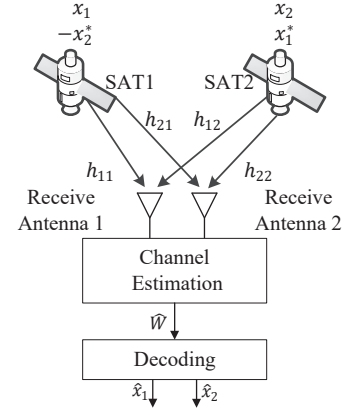 x₁ x₂
−x₂* x₁*
SAT1 SAT2
h₂₁ h₁₂
h₁₁ h₂₂
Receive Antenna 1
Receive Antenna 2
Channel
Estimation
Ŵ
Decoding
x̂₁ x̂₂